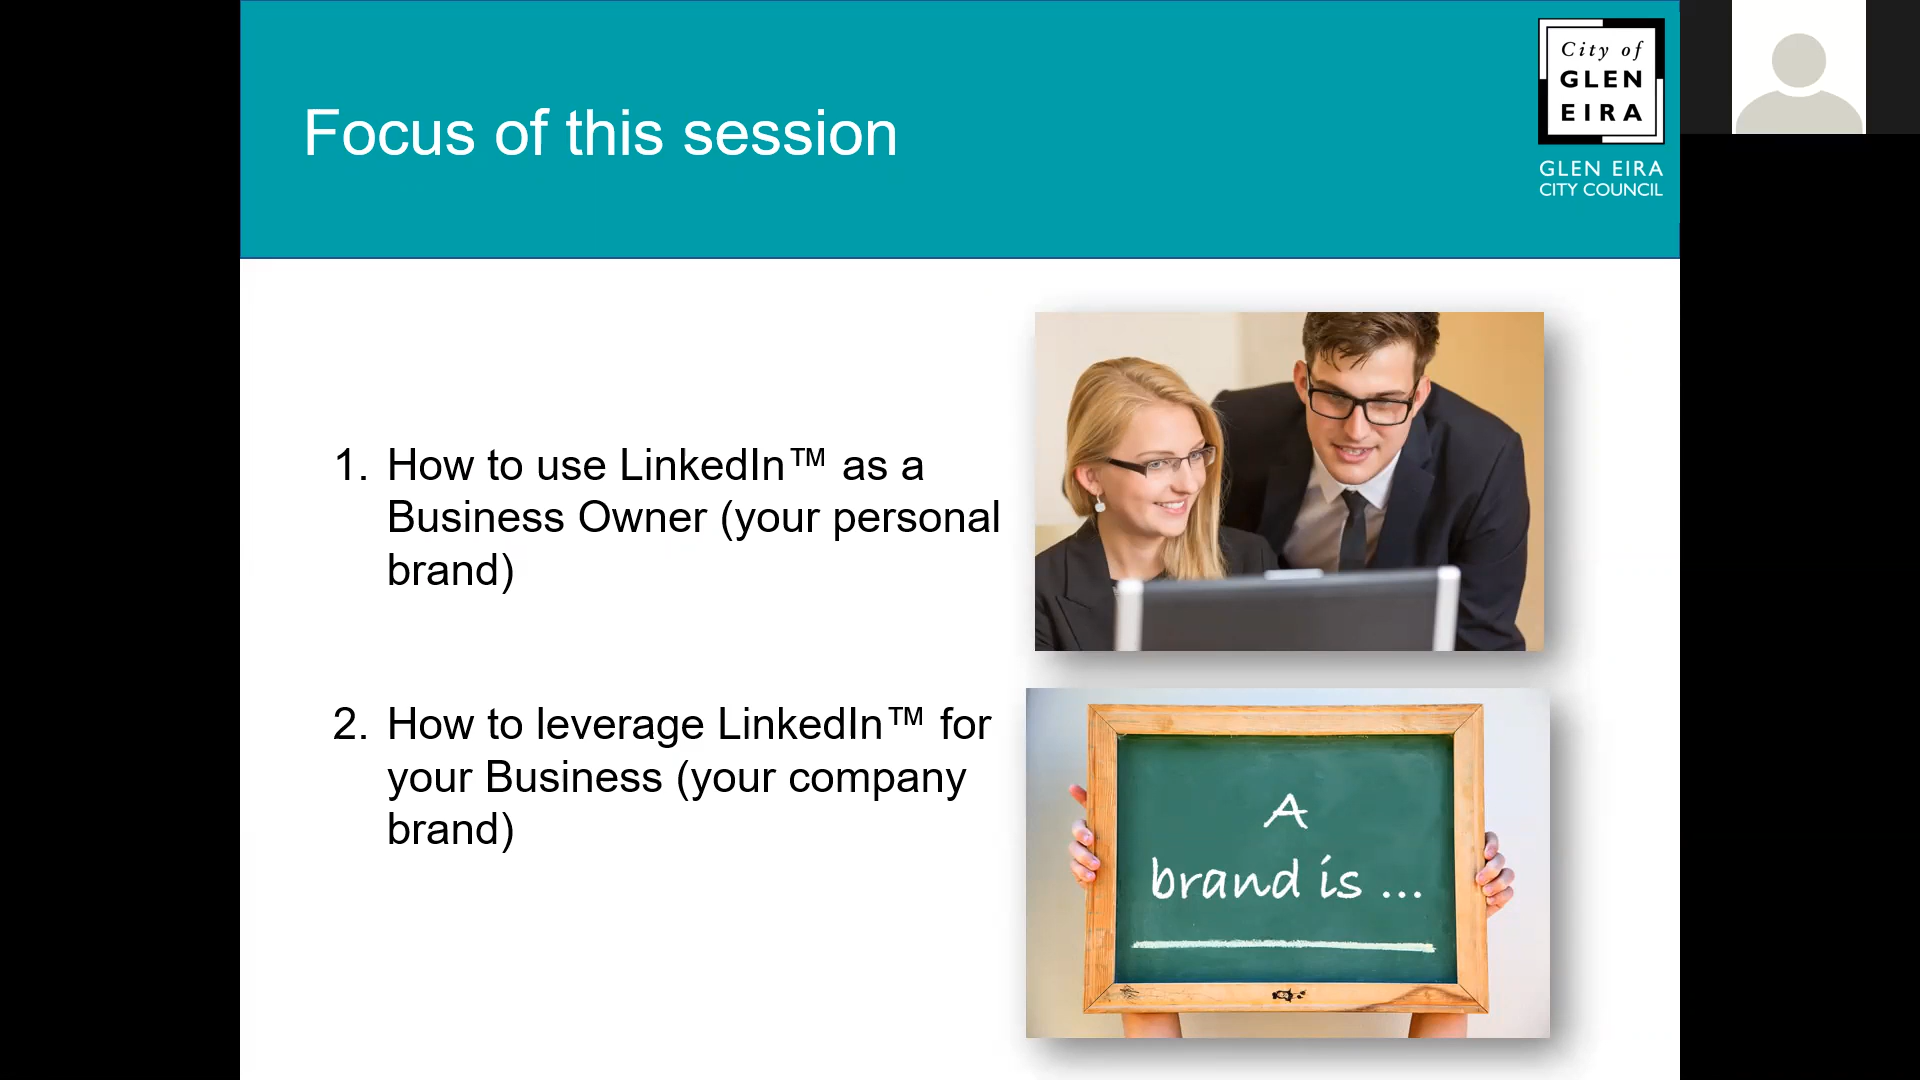 Focus of this session
City of
GLEN
EIRA
GLEN EIRA
CITY COUNCIL
1. How to use LinkedIn™ as a
Business Owner (your personal
brand)
2. How to leverage LinkedIn™ for
your Business (your company
brand)
A
brand is ...